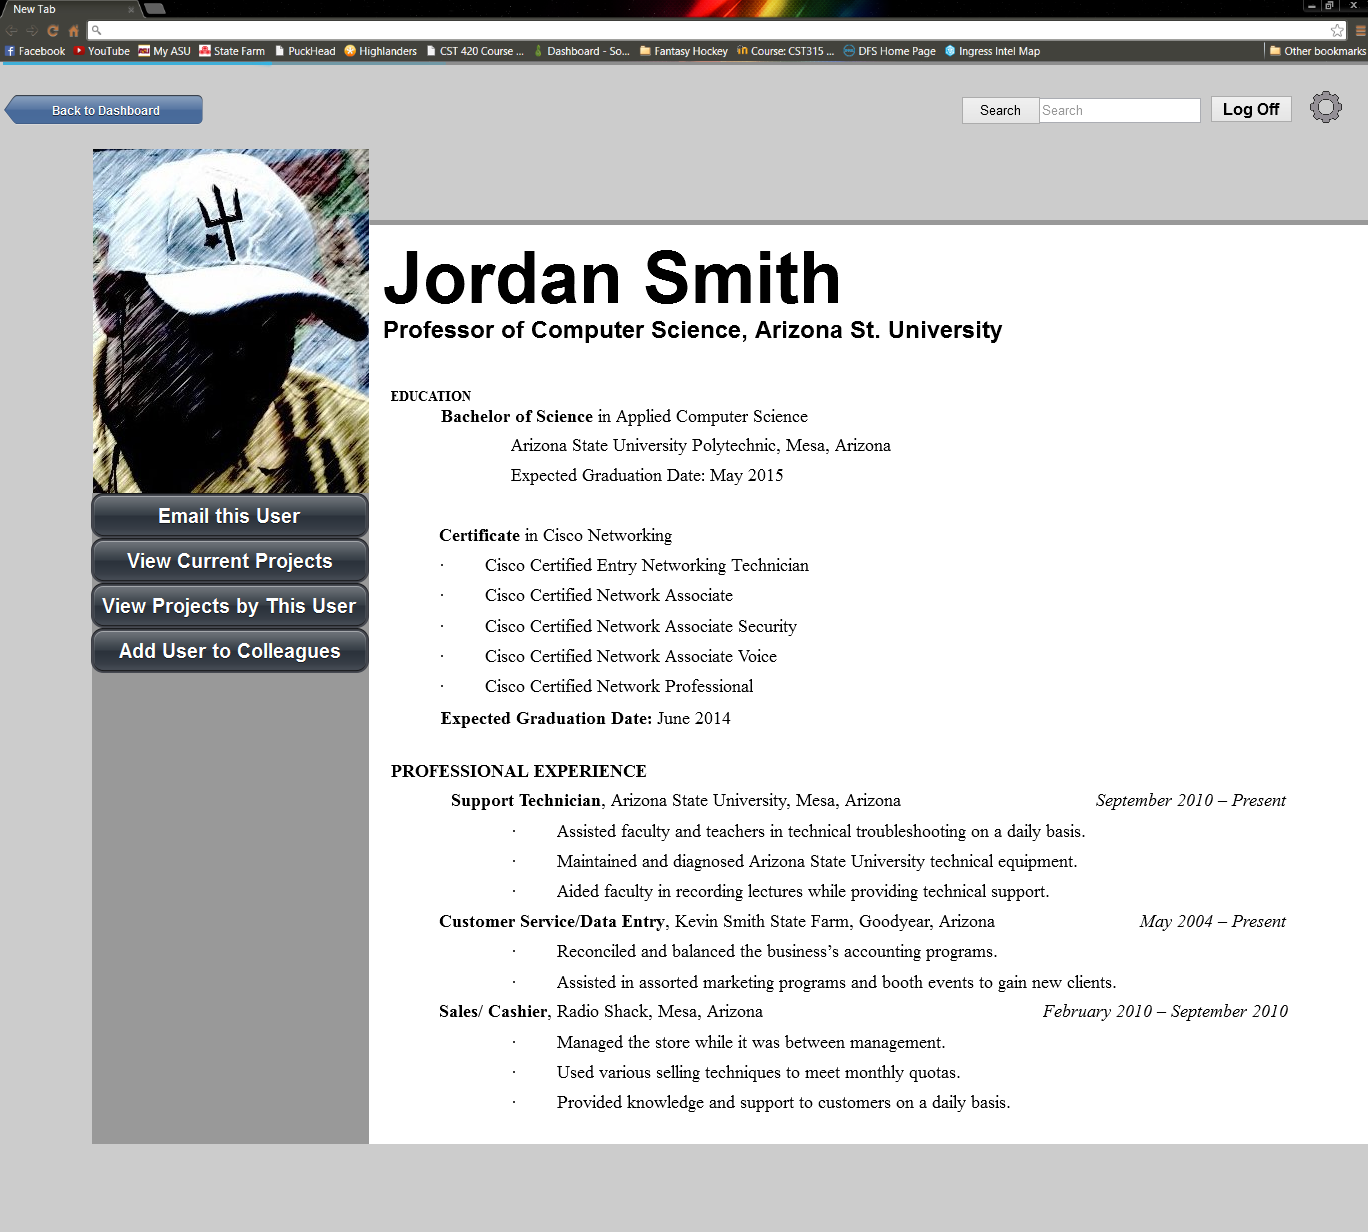 New Tab
Facebook YouTube My ASU State Farm PuckHead Highlanders CST 420 Course ... Dashboard - So... Fantasy Hockey Course: CST315 ... DFS Home Page Ingress Intel Map Other bookmarks
Back to Dashboard
Search Search Log Off
Jordan Smith
Professor of Computer Science, Arizona St. University
EDUCATION
Bachelor of Science in Applied Computer Science
Arizona State University Polytechnic, Mesa, Arizona
Expected Graduation Date: May 2015
Email this User
View Current Projects
View Projects by This User
Add User to Colleagues
Certificate in Cisco Networking
· Cisco Certified Entry Networking Technician
· Cisco Certified Network Associate
· Cisco Certified Network Associate Security
· Cisco Certified Network Associate Voice
· Cisco Certified Network Professional
Expected Graduation Date: June 2014
PROFESSIONAL EXPERIENCE
Support Technician, Arizona State University, Mesa, Arizona September 2010 – Present
· Assisted faculty and teachers in technical troubleshooting on a daily basis.
· Maintained and diagnosed Arizona State University technical equipment.
· Aided faculty in recording lectures while providing technical support.
Customer Service/Data Entry, Kevin Smith State Farm, Goodyear, Arizona May 2004 – Present
· Reconciled and balanced the business’s accounting programs.
· Assisted in assorted marketing programs and booth events to gain new clients.
Sales/ Cashier, Radio Shack, Mesa, Arizona February 2010 – September 2010
· Managed the store while it was between management.
· Used various selling techniques to meet monthly quotas.
· Provided knowledge and support to customers on a daily basis.